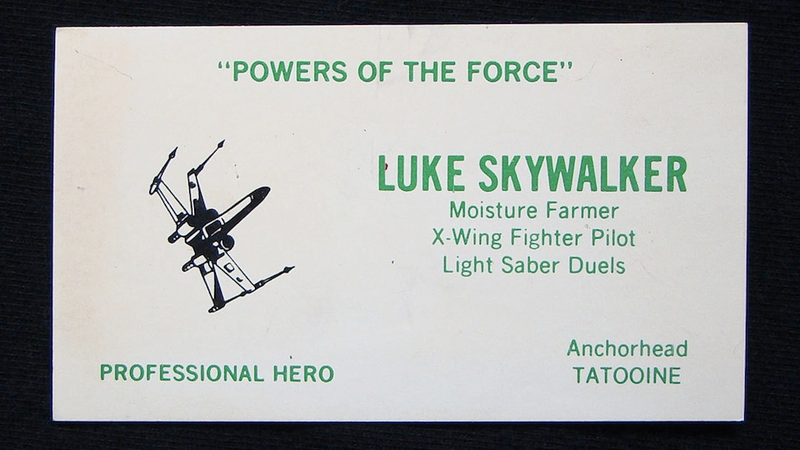 "POWERS OF THE FORCE"
LUKE SKYWALKER
Moisture Farmer
X-Wing Fighter Pilot
Light Saber Duels
PROFESSIONAL HERO
Anchorhead
TATOOINE